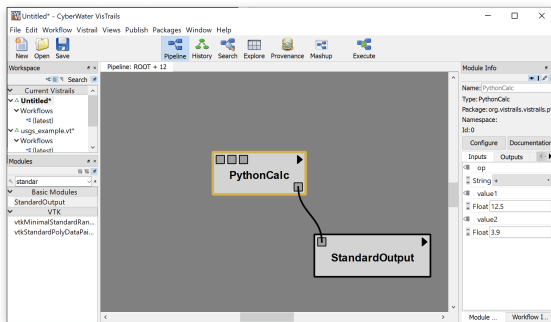 Untitled* - CyberWater VisTrails
File Edit Workflow Vistrail Views Publish Packages Window Help
New Open Save Pipeline History Search Explore Provenance Mashup Execute
Workspace
Pipeline: ROOT + 12
Module Info
Search
Current Vistrails
Untitled*
Workflows
(latest)
usgs_example.vt*
Workflows
(latest)
Modules
standar
Basic Modules
StandardOutput
VTK
vtkMinimalStandardRan...
vtkStandardPolyDataPai...
PythonCalc
StandardOutput
Name: PythonCalc
Type: PythonCalc
Package: org.vistrails.vistrails.p
Namespace:
Id: 0
Configure Documentation
Inputs Outputs
op
String +
value1
Float 12.5
value2
Float 3.9
Module ... Workflow I...